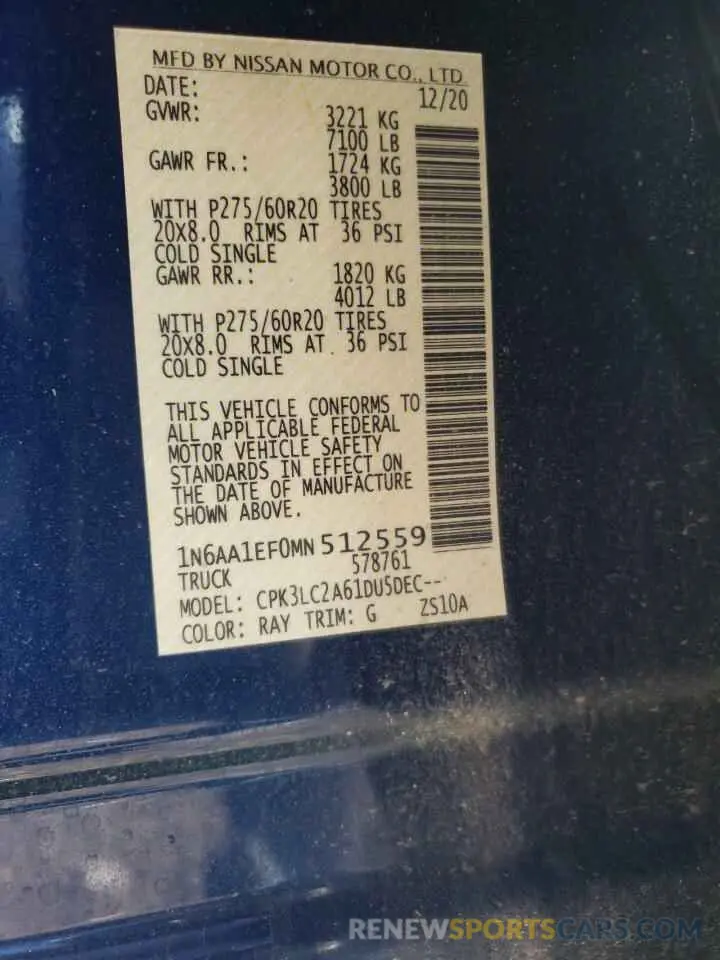 MFD BY NISSAN MOTOR CO., LTD
DATE: 12/20
GVWR: 3221 KG
7100 LB
GAWR FR.: 1724 KG
3800 LB
WITH P275/60R20 TIRES
20X8.0 RIMS AT 36 PSI
COLD SINGLE
GAWR RR.: 1820 KG
4012 LB
WITH P275/60R20 TIRES
20X8.0 RIMS AT 36 PSI
COLD SINGLE
THIS VEHICLE CONFORMS TO
ALL APPLICABLE FEDERAL
MOTOR VEHICLE SAFETY
STANDARDS IN EFFECT ON
THE DATE OF MANUFACTURE
SHOWN ABOVE.
1N6AA1EF0MN512559
TRUCK 578761
MODEL: CPK3LC2A61DU5DEC--
COLOR: RAY TRIM: G ZS10A
RENEWSPORTSCARS.COM